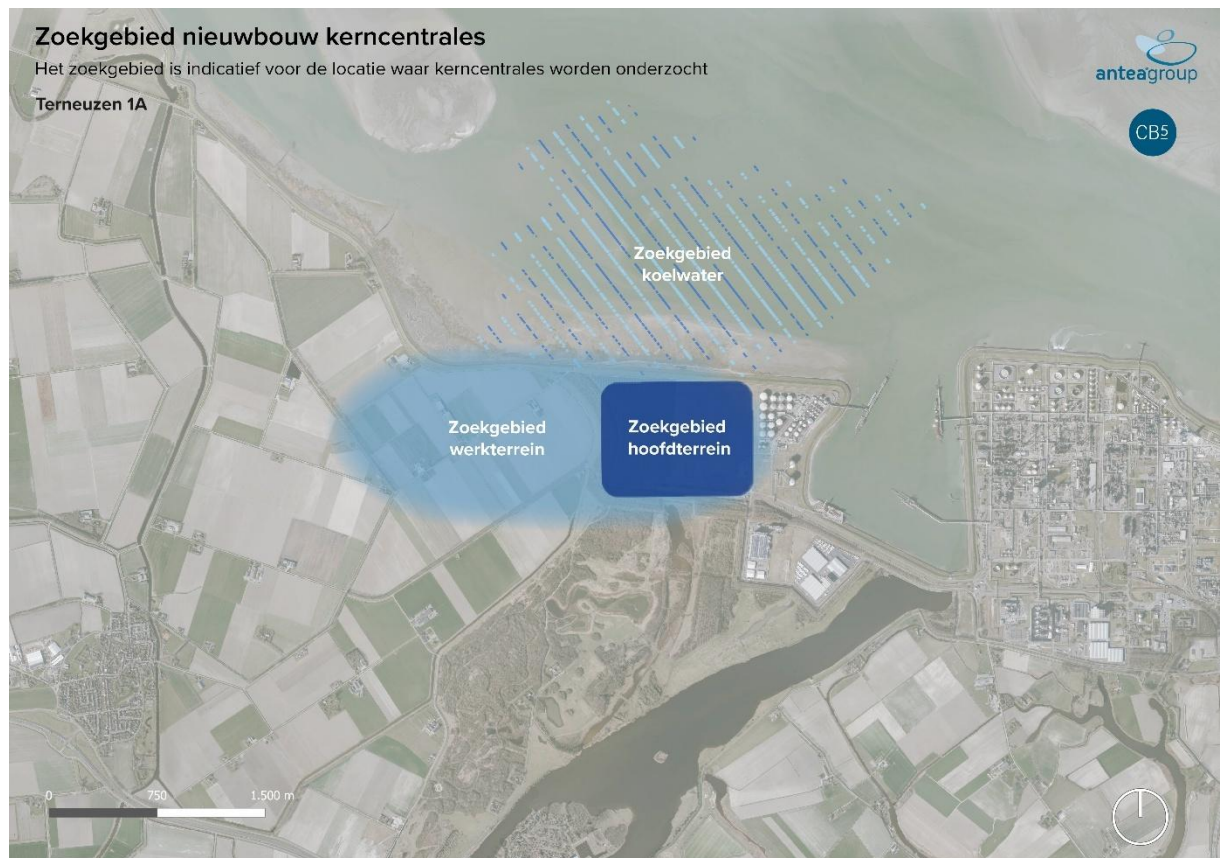 Zoekgebied nieuwbouw kerncentrales
Het zoekgebied is indicatief voor de locatie waar kerncentrales worden onderzocht
Terneuzen 1A
anteagroup
CB5
Zoekgebied
koelwater
Zoekgebied
werkterrein
Zoekgebied
hoofdterrein
0 750 1.500 m